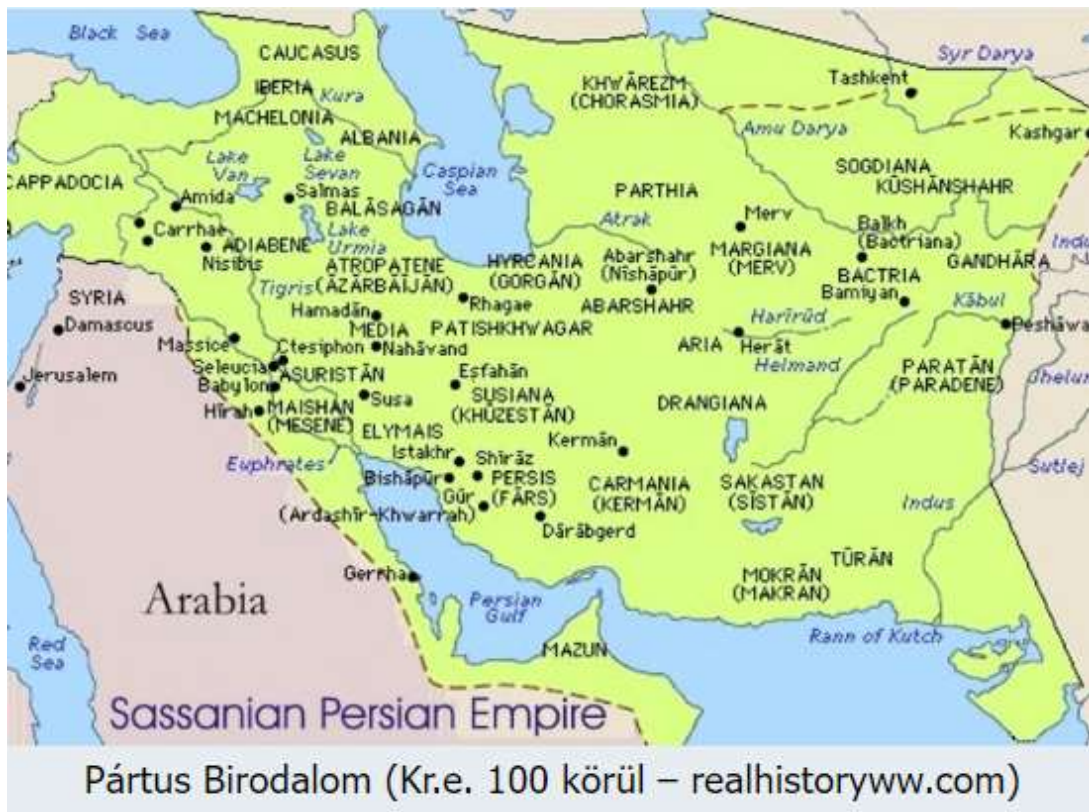 Black Sea
CAUCASUS
Syr Darya
Tashkent
KHWĀREZM
(CHORASMIA)
IBERIA
Kura
MACHELONIA
ALBANIA
Amu Darya
Kashgar
Lake
Van
Lake
Sevan
Caspian
Sea
SOGDIANA
KŪSHĀNSHAHR
CAPPADOCIA
Amida
Salmas
BALĀSAGĀN
PARTHIA
Merv
Balkh
(Bactriana)
Carrhae
Lake
Urmia
Atrak
ADIABENE
Nisibis
HYRCANIA
(GORGĀN)
Abarshahr
(Nīshāpūr)
MARGIANA
(MERV)
GANDHĀRA
ATROPATENE
(ĀZĀRBĀĪJĀN)
BACTRIA
SYRIA
Tigris
Rhagae
ABARSHAHR
Bamiyan
Kābul
Damascus
Hamadān
MEDIA
PATISHKHWAGAR
Harīrūd
Massice
Ctesiphon
Nahāvand
ARIA
Herāt
Helmand
Seleucia
ASURISTĀN
Esfahān
PARATĀN
(PARADENE)
Jerusalem
Babylon
Susa
SUSIANA
(KHŪZESTĀN)
DRANGIANA
Hīrah
MAISHĀN
(MESENE)
ELYMAIS
Kermān
Istakhr
Shīrāz
Euphrates
Bishāpūr
PERSIS
(FĀRS)
CARMANIA
(KERMĀN)
SAKASTAN
(SĪSTĀN)
Sutlej
Gūr
(Ardashīr-Khwarrah)
Dārābgerd
Indus
TŪRĀN
Gerrha
MOKRĀN
(MAKRĀN)
Arabia
Persian
Gulf
Rann of Kutch
Red
Sea
MAZUN
Sassanian Persian Empire
Pártus Birodalom (Kr.e. 100 körül – realhistoryww.com)